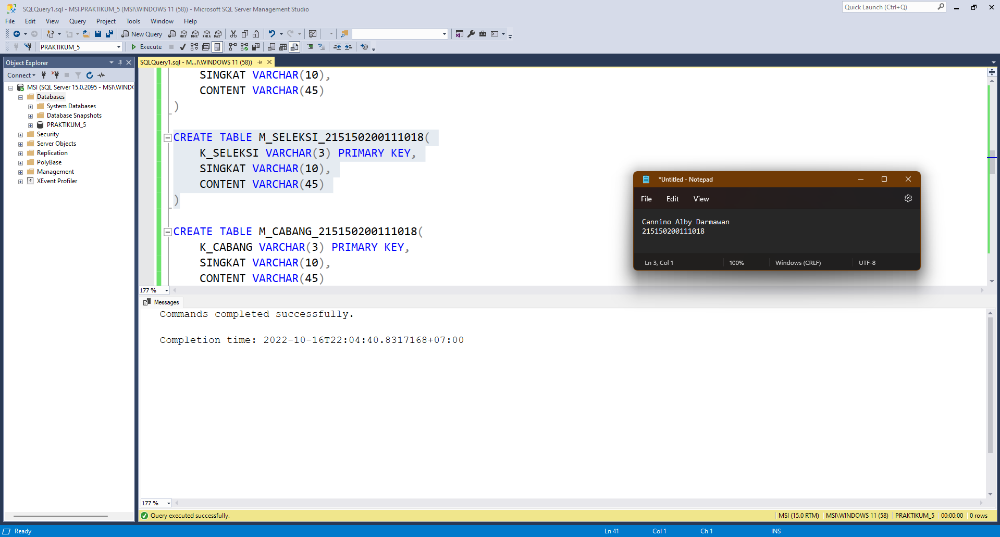 SQLQuery1.sql - MSI.PRAKTIKUM_5 (MSI\WINDOWS 11 (58)) - Microsoft SQL Server Management Studio
Quick Launch (Ctrl+Q)
File Edit View Query Project Tools Window Help
New Query MDX DMX XMLA DAX
PRAKTIKUM_5 Execute
Object Explorer
Connect
MSI (SQL Server 15.0.2095 - MSI\WIND
Databases
System Databases
Database Snapshots
PRAKTIKUM_5
Security
Server Objects
Replication
PolyBase
Management
XEvent Profiler
SQLQuery1.sql - M...I\WINDOWS 11 (58))
SINGKAT VARCHAR(10),
CONTENT VARCHAR(45)
)
CREATE TABLE M_SELEKSI_215150200111018(
K_SELEKSI VARCHAR(3) PRIMARY KEY,
SINGKAT VARCHAR(10),
CONTENT VARCHAR(45)
)
CREATE TABLE M_CABANG_215150200111018(
K_CABANG VARCHAR(3) PRIMARY KEY,
SINGKAT VARCHAR(10),
CONTENT VARCHAR(45)
177 %
*Untitled - Notepad
File Edit View
Cannino Alby Darmawan
215150200111018
Ln 3, Col 1 100% Windows (CRLF) UTF-8
Messages
Commands completed successfully.
Completion time: 2022-10-16T22:04:40.8317168+07:00
177 %
Query executed successfully. MSI (15.0 RTM) MSI\WINDOWS 11 (58) PRAKTIKUM_5 00:00:00 0 rows
Ready Ln 41 Col 1 Ch 1 INS